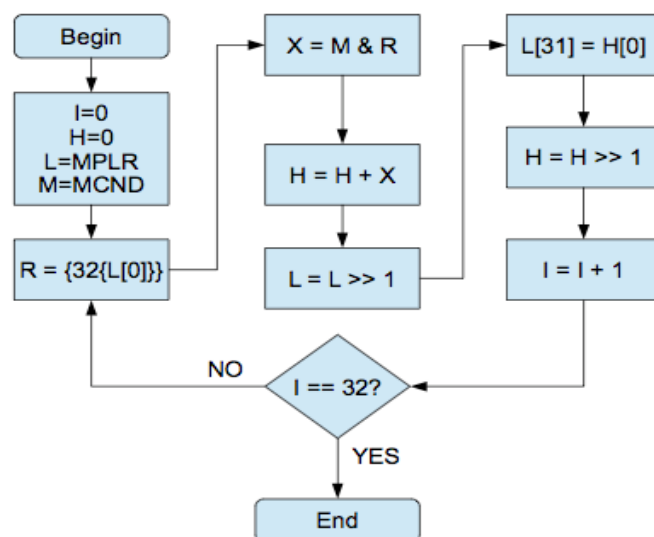 Begin
I=0
H=0
L=MPLR
M=MCND
R = {32{L[0]}}
X = M & R
H = H + X
L = L >> 1
L[31] = H[0]
H = H >> 1
I = I + 1
I == 32?
NO
YES
End